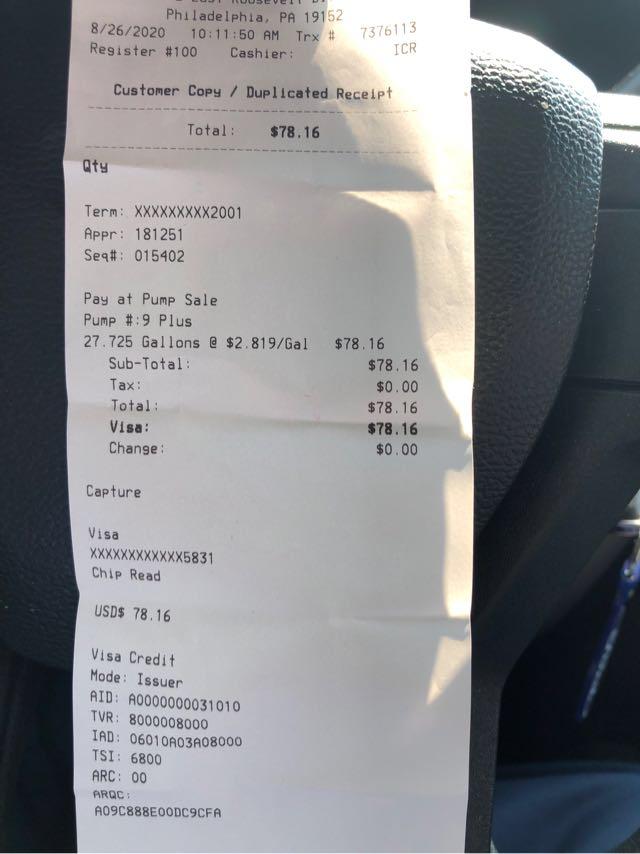 Philadelphia, PA 19152
8/26/2020 10:11:50 AM Trx # 7376113
Register #100 Cashier: ICR
Customer Copy / Duplicated Receipt
Total: $78.16
Qty
Term: XXXXXXXXX2001
Appr: 181251
Seq#: 015402
Pay at Pump Sale
Pump #:9 Plus
27.725 Gallons @ $2.819/Gal $78.16
Sub-Total: $78.16
Tax: $0.00
Total: $78.16
Visa: $78.16
Change: $0.00
Capture
Visa
XXXXXXXXXXXX5831
Chip Read
USD$ 78.16
Visa Credit
Mode: Issuer
AID: A0000000031010
TVR: 8000008000
IAD: 06010A03A08000
TSI: 6800
ARC: 00
ARQC:
A09C888E00DC9CFA